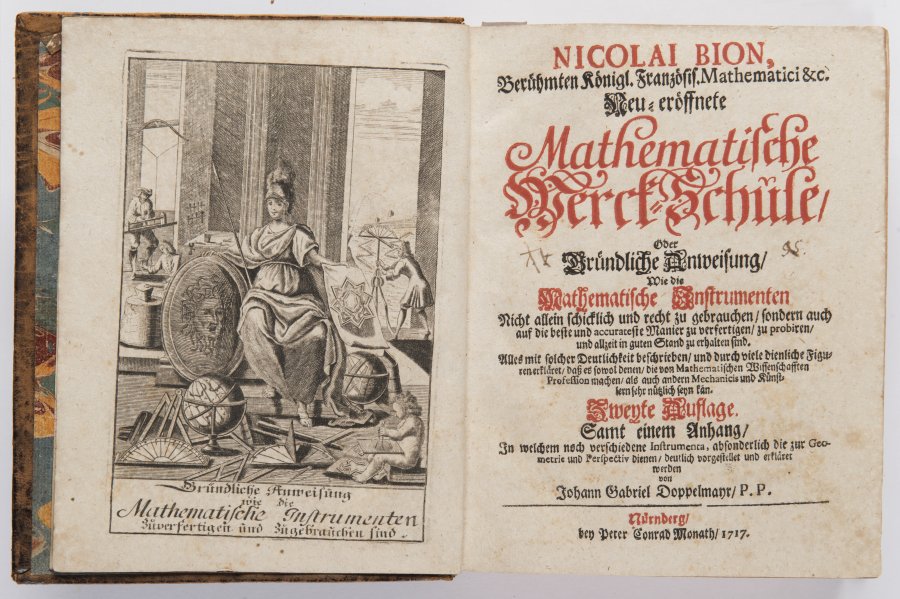 Gründliche Anweisung
wie die
Mathematische Instrumenten
Zuverfertigen und Zugebrauchen sind.
NICOLAI BION,
Berühmten Königl. Französis. Mathematici &c.
Neu-eröffnete
Mathematische
Werck-Schule/
Oder
Gründliche Anweisung/
Wie die
Mathematische Instrumenten
Nicht allein schicklich und recht zu gebrauchen/ sondern auch
auf die beste und accurateste Manier zu verfertigen/ zu probiren/
und allzeit in guten Stand zu erhalten sind.
Alles mit solcher Deutlichkeit beschrieben/ und durch viele dienliche Figu-
ren erkläret/ daß es sowol denen/ die von Mathematischen Wissenschafften
Profession machen/ als auch andern Mechanicis und Künst-
lern sehr nützlich seyn kan.
Zweyte Auflage.
Samt einem Anhang/
In welchem noch verschiedene Instrumenta, absonderlich die zur Geo-
metrie und Perspectiv dienen/ deutlich vorgestellet und erkläret
werden
von
Johann Gabriel Doppelmayr/ P. P.
Nürnberg/
bey Peter Conrad Monath/ 1717.